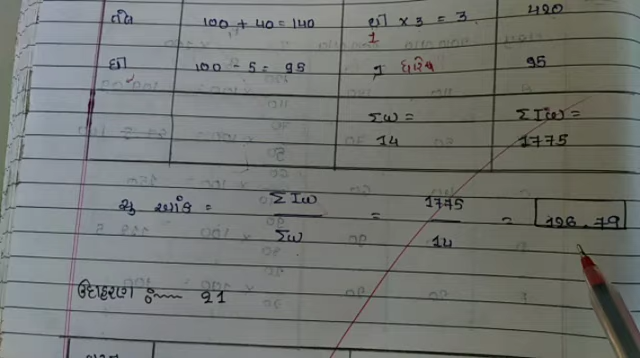 તેલ 100 + 40 = 140 ઘી × 3 = 3 420
1
ઘી 100 - 5 = 95 1 95
Σw = ΣIw =
14 1775
સૂ આંક = ΣIw / Σw = 1775 / 14 = 126.79
ઉદાહરણ 21